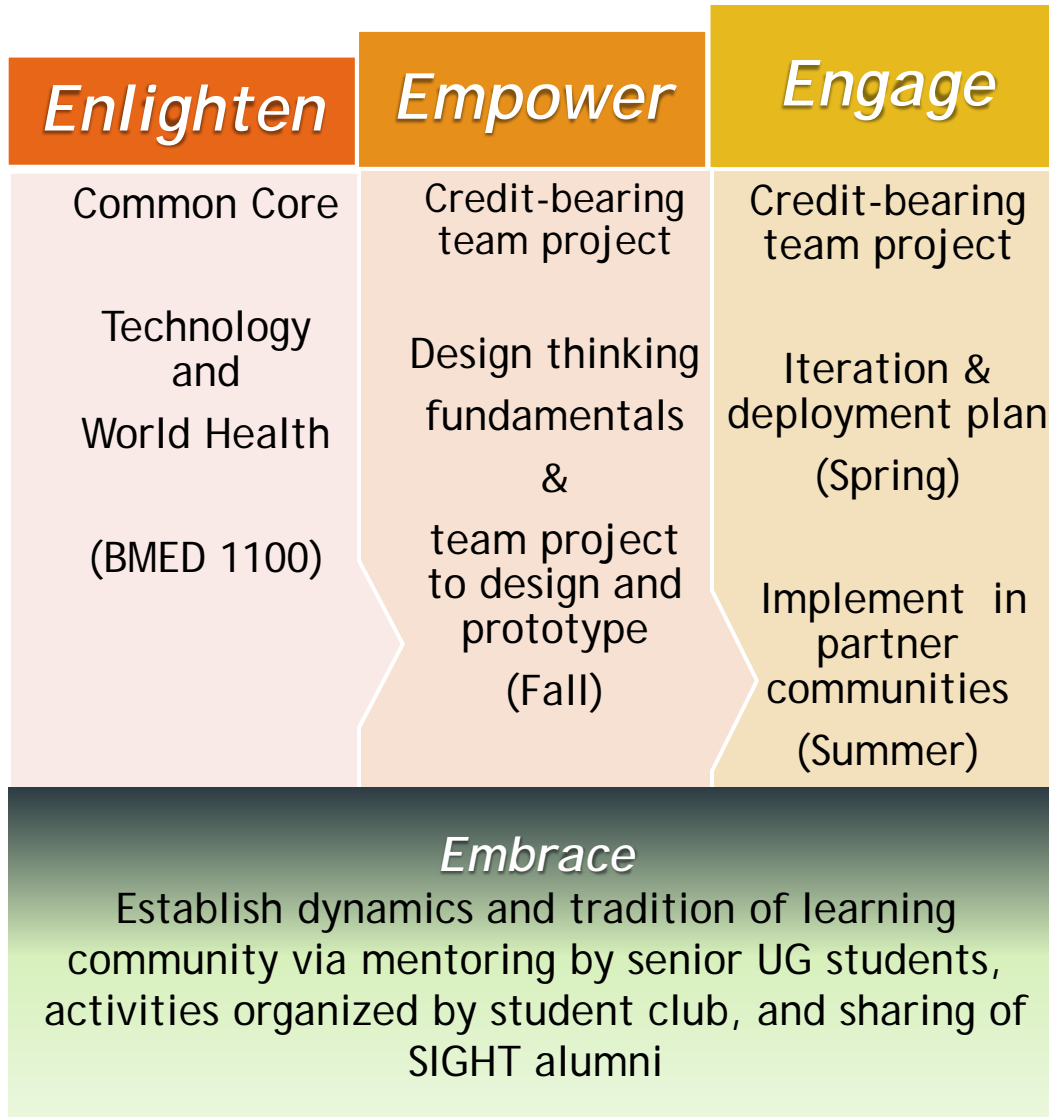 Enlighten
Common Core
Technology
and
World Health
(BMED 1100)
Empower
Credit-bearing
team project
Design thinking
fundamentals
&
team project
to design and
prototype
(Fall)
Engage
Credit-bearing
team project
Iteration &
deployment plan
(Spring)
Implement in
partner
communities
(Summer)
Embrace
Establish dynamics and tradition of learning
community via mentoring by senior UG students,
activities organized by student club, and sharing of
SIGHT alumni